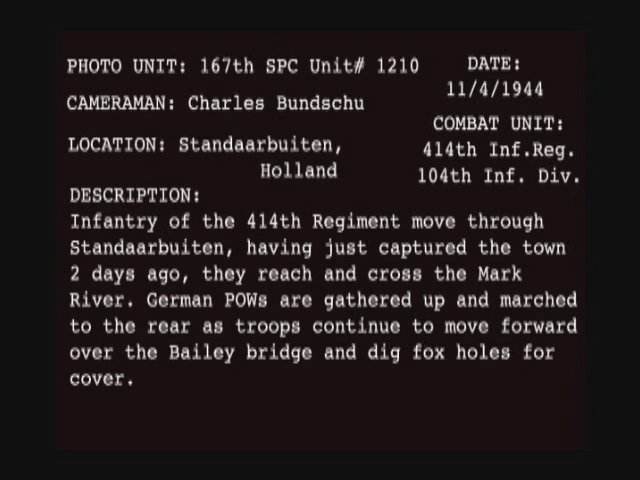 PHOTO UNIT: 167th SPC Unit# 1210
DATE:
11/4/1944
CAMERAMAN: Charles Bundschu
COMBAT UNIT:
414th Inf.Reg.
104th Inf. Div.
LOCATION: Standaarbuiten,
Holland
DESCRIPTION:
Infantry of the 414th Regiment move through
Standaarbuiten, having just captured the town
2 days ago, they reach and cross the Mark
River. German POWs are gathered up and marched
to the rear as troops continue to move forward
over the Bailey bridge and dig fox holes for
cover.